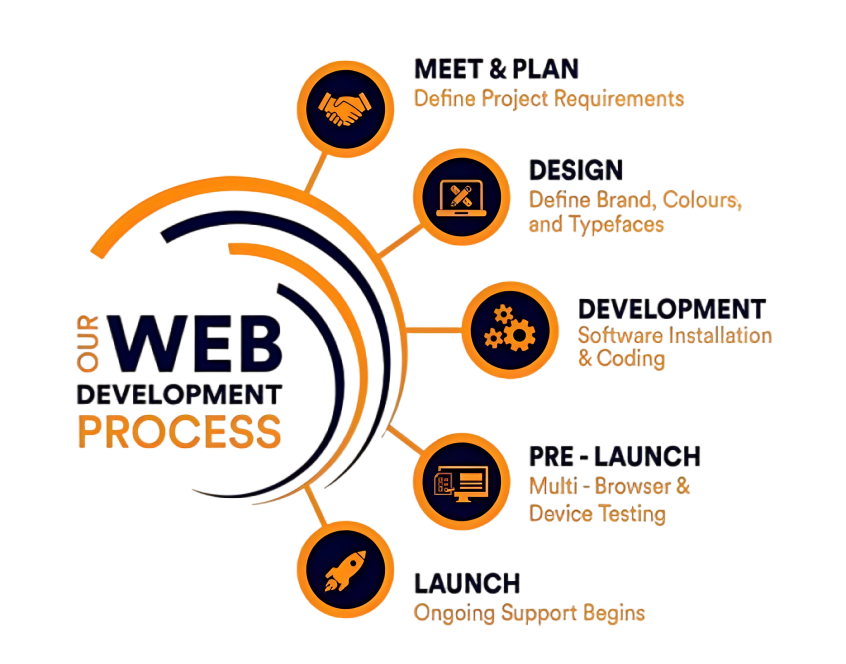 OUR
WEB
DEVELOPMENT
PROCESS
MEET & PLAN
Define Project Requirements
DESIGN
Define Brand, Colours,
and Typefaces
DEVELOPMENT
Software Installation
& Coding
PRE - LAUNCH
Multi - Browser &
Device Testing
LAUNCH
Ongoing Support Begins